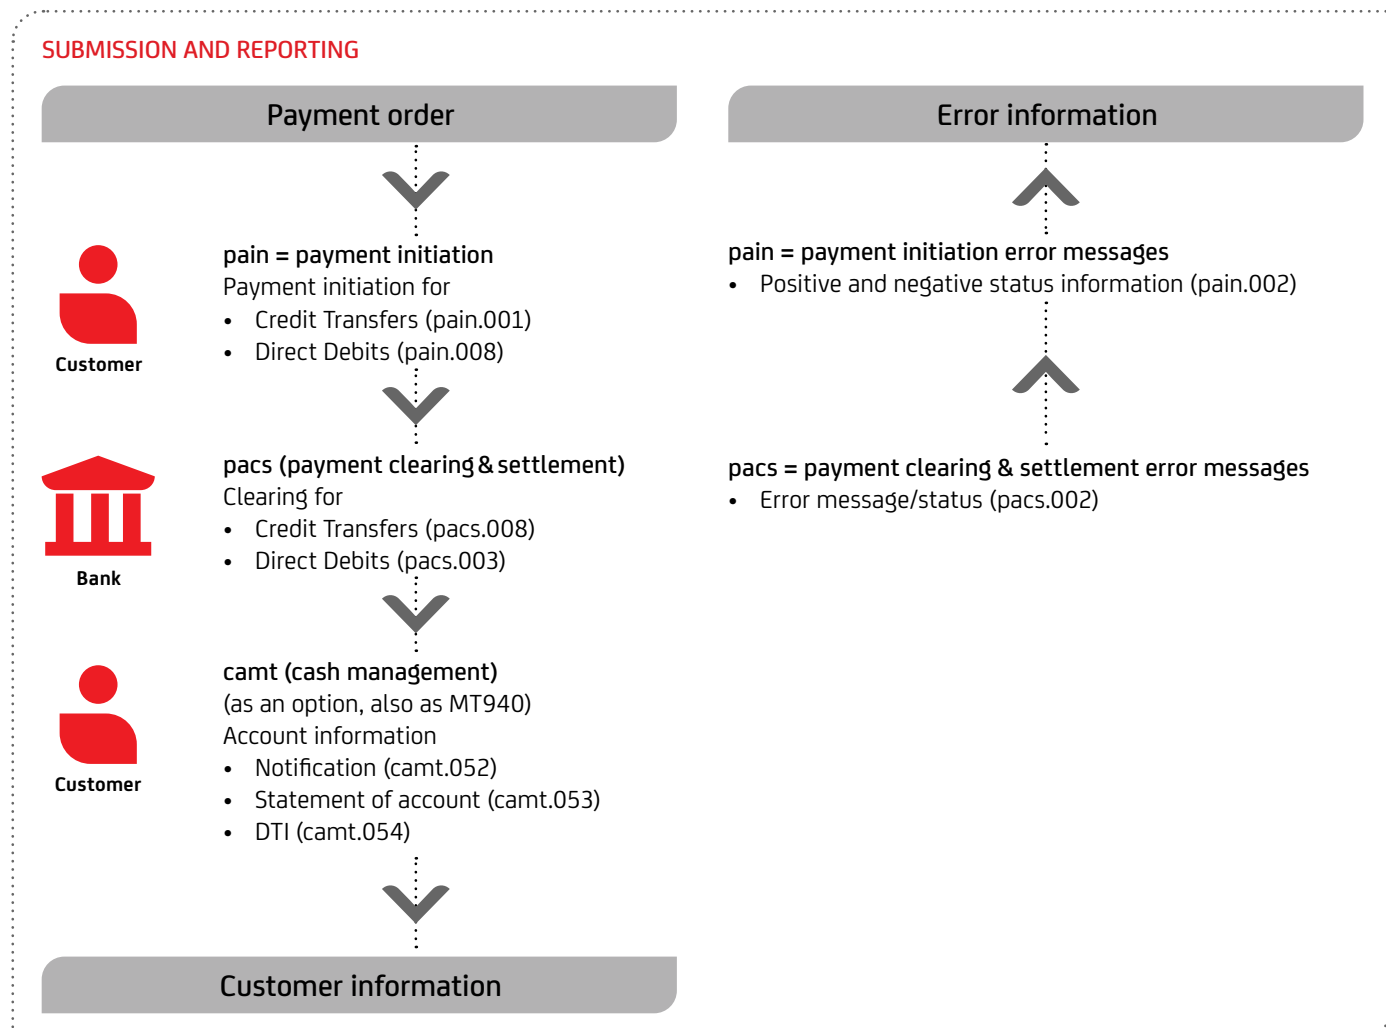 SUBMISSION AND REPORTING
Payment order
pain = payment initiation
Payment initiation for
• Credit Transfers (pain.001)
• Direct Debits (pain.008)
Customer
pacs (payment clearing & settlement)
Clearing for
• Credit Transfers (pacs.008)
• Direct Debits (pacs.003)
Bank
camt (cash management)
(as an option, also as MT940)
Account information
• Notification (camt.052)
• Statement of account (camt.053)
• DTI (camt.054)
Customer
Customer information
Error information
pain = payment initiation error messages
• Positive and negative status information (pain.002)
pacs = payment clearing & settlement error messages
• Error message/status (pacs.002)